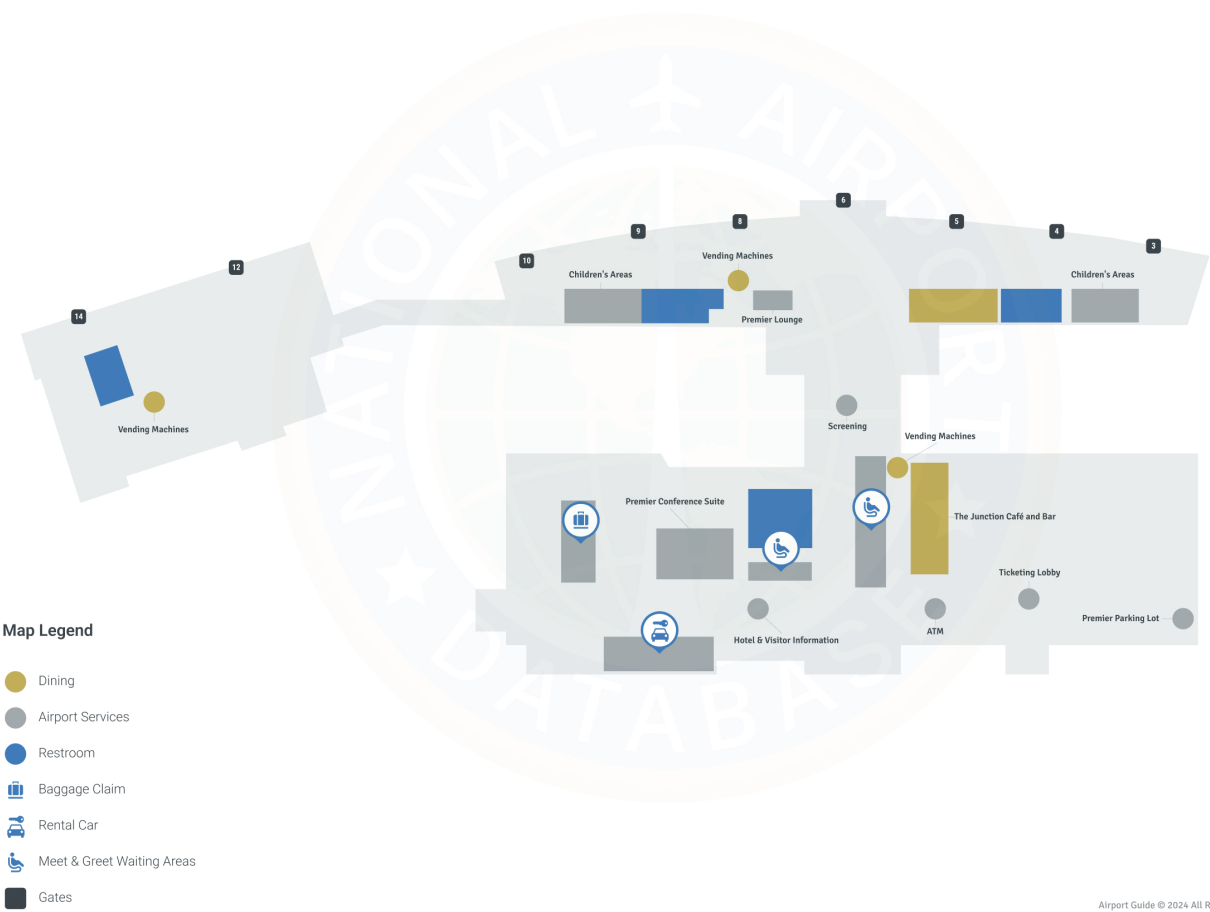 NATIONAL AIRPORT
DATABASE
6
9
8
5
4
3
10
12
14
Vending Machines
Children's Areas
Children's Areas
Premier Lounge
Vending Machines
Screening
Vending Machines
Premier Conference Suite
The Junction Café and Bar
Ticketing Lobby
Premier Parking Lot
ATM
Hotel & Visitor Information
Map Legend
Dining
Airport Services
Restroom
Baggage Claim
Rental Car
Meet & Greet Waiting Areas
Gates
Airport Guide © 2024 All R